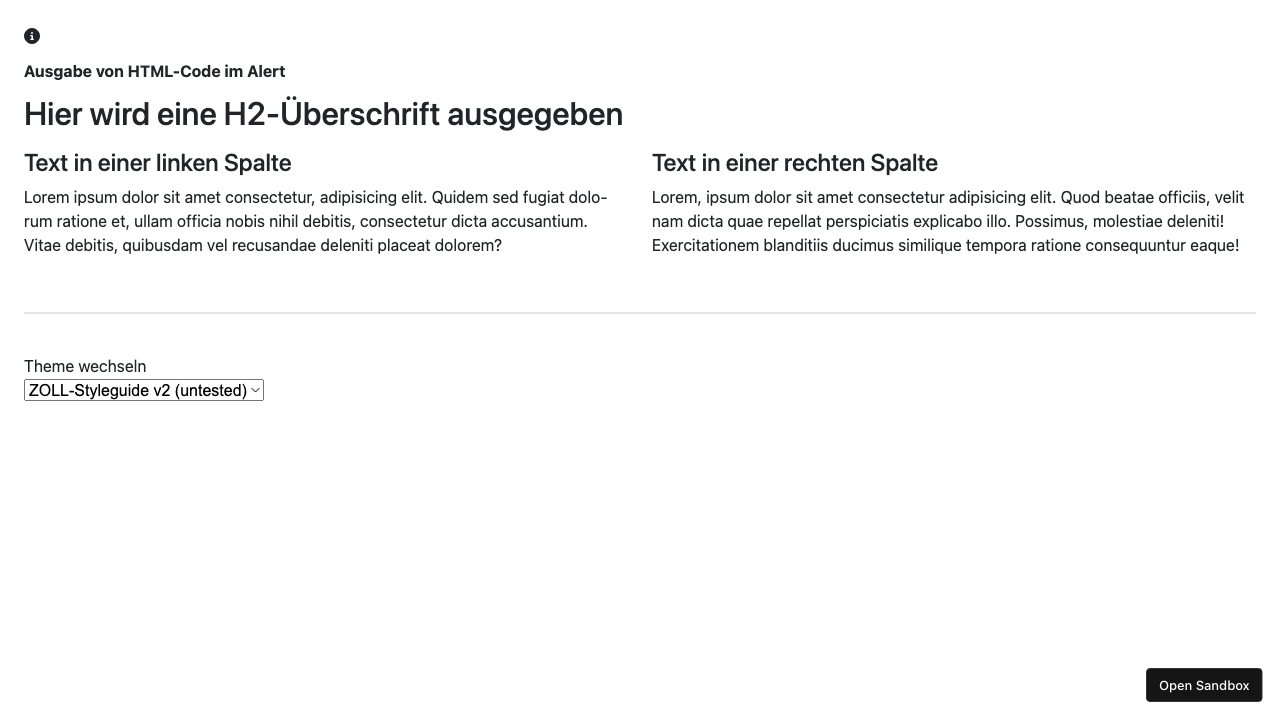 Ausgabe von HTML-Code im Alert
Hier wird eine H2-Überschrift ausgegeben
Text in einer linken Spalte
Lorem ipsum dolor sit amet consectetur, adipisicing elit. Quidem sed fugiat dolo-
rum ratione et, ullam officia nobis nihil debitis, consectetur dicta accusantium.
Vitae debitis, quibusdam vel recusandae deleniti placeat dolorem?
Text in einer rechten Spalte
Lorem, ipsum dolor sit amet consectetur adipisicing elit. Quod beatae officiis, velit
nam dicta quae repellat perspiciatis explicabo illo. Possimus, molestiae deleniti!
Exercitationem blanditiis ducimus similique tempora ratione consequuntur eaque!
Theme wechseln
ZOLL-Styleguide v2 (untested)
Open Sandbox